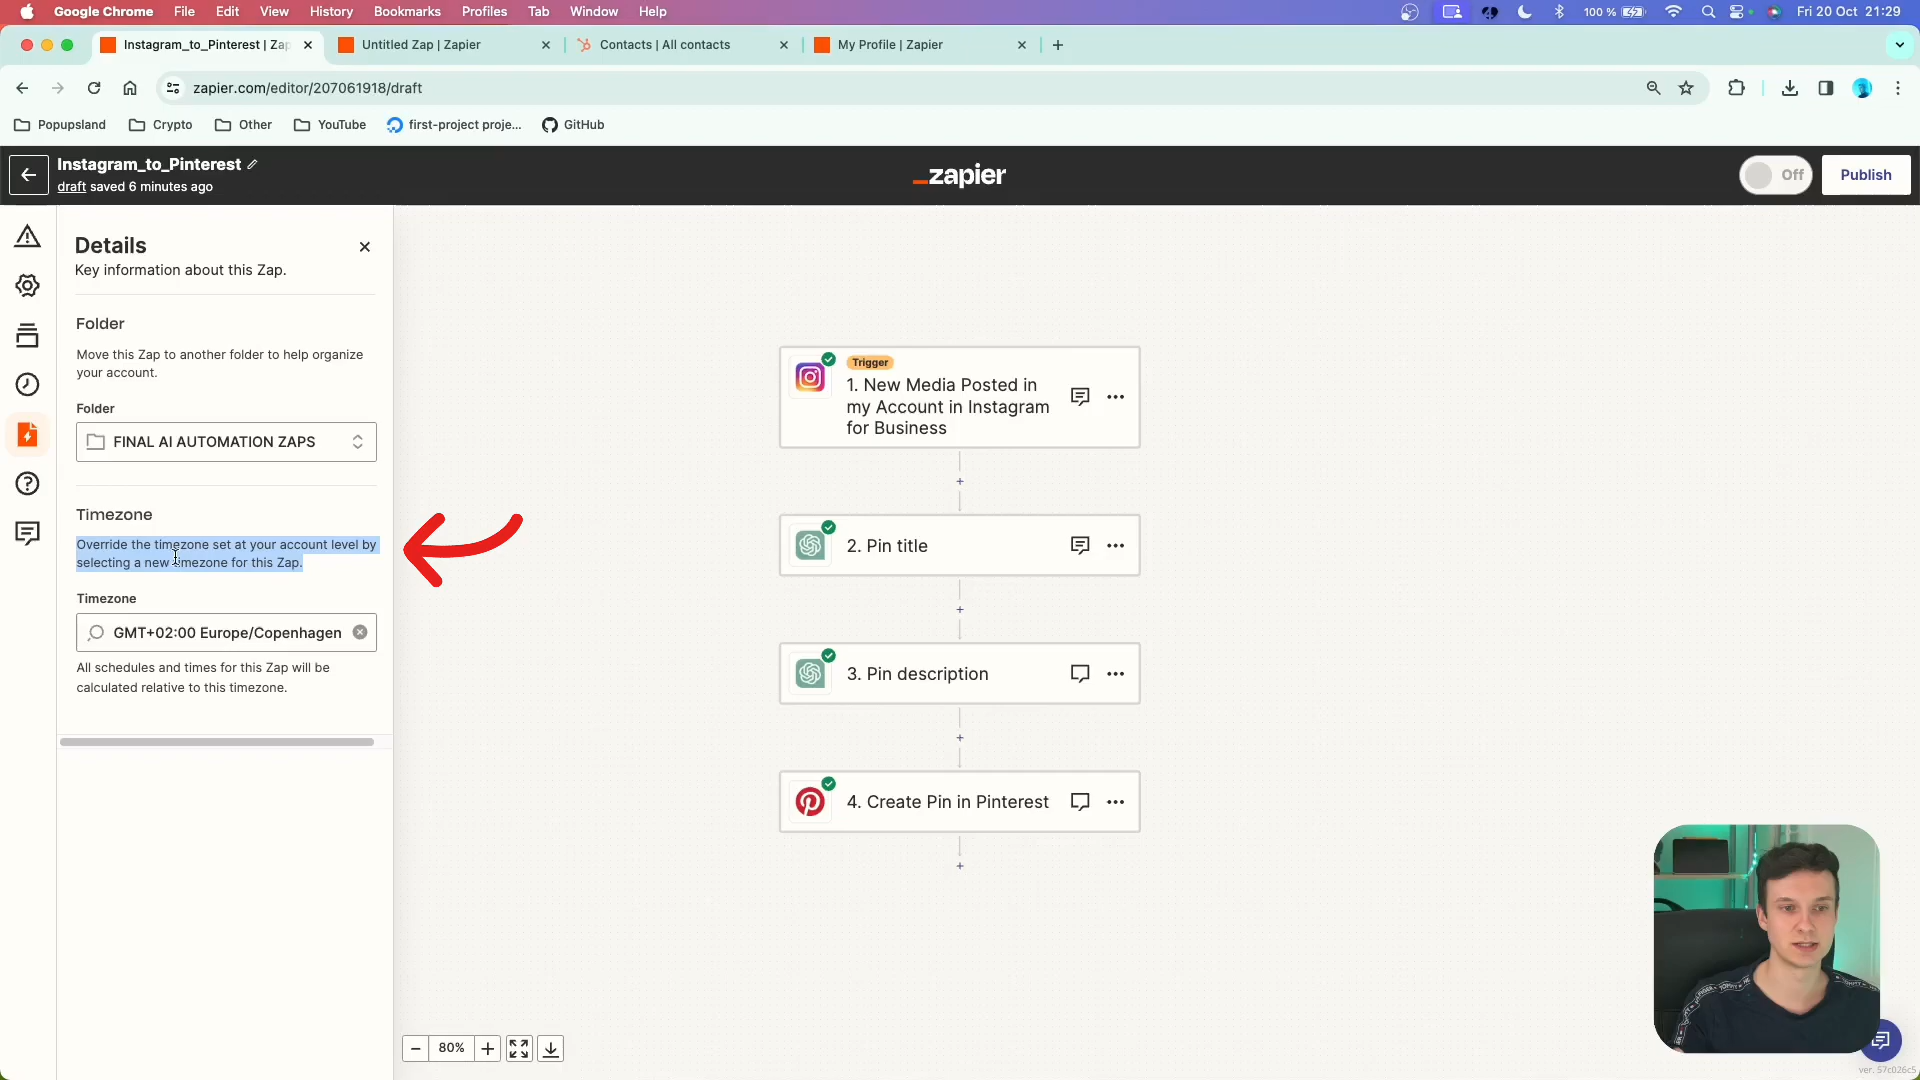 Google Chrome File Edit View History Bookmarks Profiles Tab Window Help 100 % Fri 20 Oct 21:29
Instagram_to_Pinterest | Zap Untitled Zap | Zapier Contacts | All contacts My Profile | Zapier
zapier.com/editor/207061918/draft
Popupsland Crypto Other YouTube first-project proje... GitHub
Instagram_to_Pinterest
draft saved 6 minutes ago
_zapier
Off
Publish
Details
Key information about this Zap.
Folder
Move this Zap to another folder to help organize
your account.
Folder
FINAL AI AUTOMATION ZAPS
Timezone
Override the timezone set at your account level by
selecting a new timezone for this Zap.
Timezone
GMT+02:00 Europe/Copenhagen
All schedules and times for this Zap will be
calculated relative to this timezone.
Trigger
1. New Media Posted in
my Account in Instagram
for Business
2. Pin title
3. Pin description
4. Create Pin in Pinterest
80%
ver. 57c026c5